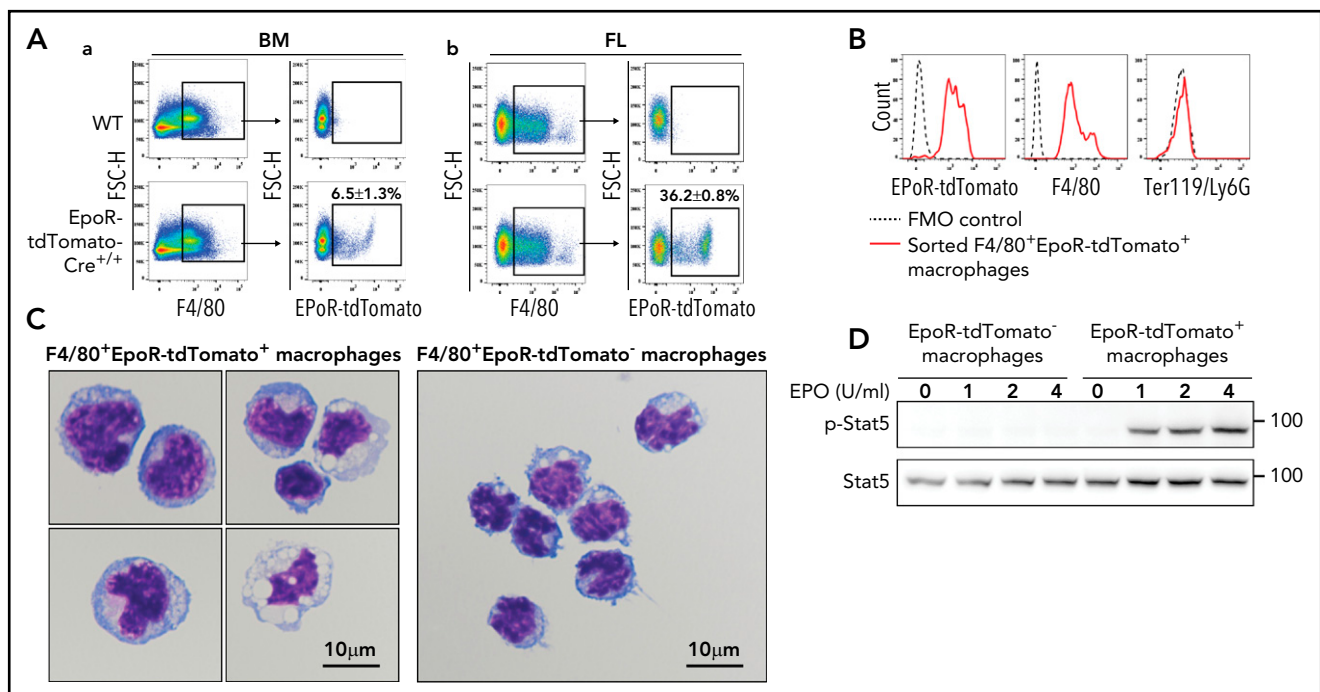 A
a
BM
b
FL
WT
EpoR-
tdTomato-
Cre+/+
FSC-H
FSC-H
FSC-H
FSC-H
6.5±1.3%
36.2±0.8%
F4/80
EPoR-tdTomato
F4/80
EPoR-tdTomato
B
Count
EPoR-tdTomato
F4/80
Ter119/Ly6G
FMO control
Sorted F4/80+EpoR-tdTomato+
macrophages
C
F4/80+EpoR-tdTomato+ macrophages
F4/80+EpoR-tdTomato- macrophages
10μm
10μm
D
EpoR-tdTomato-
macrophages
EpoR-tdTomato+
macrophages
EPO (U/ml) 0 1 2 4 0 1 2 4
p-Stat5
100
Stat5
100